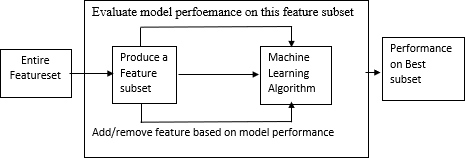 Evaluate model perfoemance on this feature subset
Entire
Featureset
Produce a
Feature
subset
Machine
Learning
Algorithm
Performance
on Best
subset
Add/remove feature based on model performance